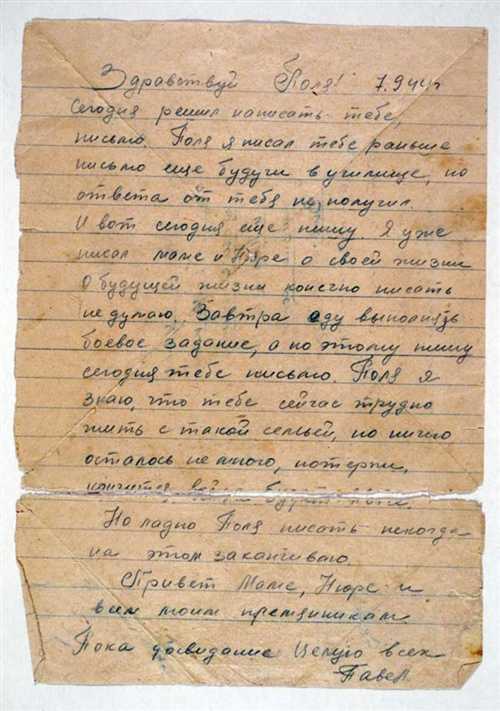 Здравствуй Поля! 7.9 44г
Сегодня решил написать тебе,
письмо. Поля я писал тебе раньше
письмо еще будучи в училище, но
ответа от тебя не получил.
И вот сегодня еще пишу. Я уже
писал маме и Нюре о своей жизни
о будущей жизни конечно писать
не думаю. Завтра еду выполнять
боевое задание, а по этому пишу
сегодня тебе письмо. Поля я
знаю, что тебе сейчас трудно
жить с такой семьей, но ничего
осталось не много, потерпи,
кончится война будет
Но ладно Поля писать некогда
на этом заканчиваю.
Привет Маме, Нюре и
всем моим племянникам
Пока досвидание Целую всех
Павел